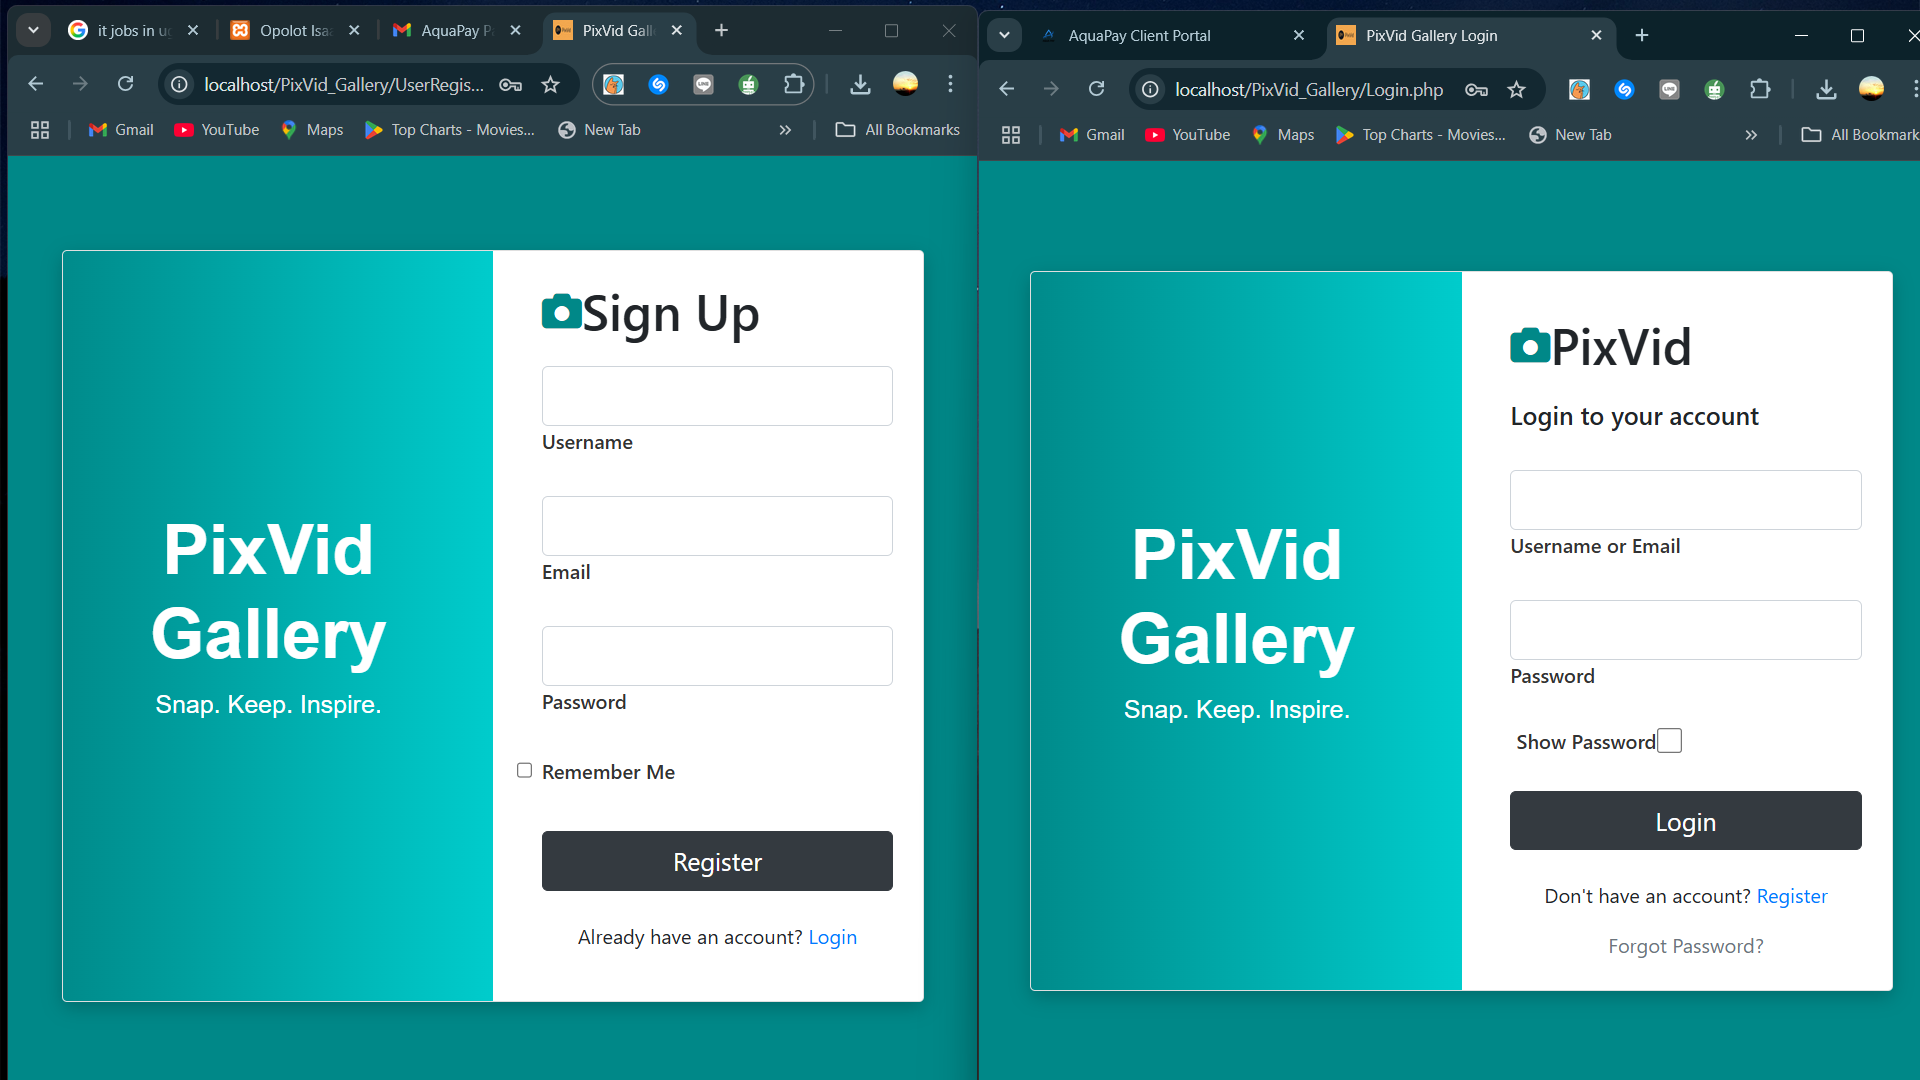 it jobs in ug
Opolot Isaa
AquaPay P
PixVid Gall
localhost/PixVid_Gallery/UserRegis...
Gmail
YouTube
Maps
Top Charts - Movies...
New Tab
»
All Bookmarks
PixVid
Gallery
Snap. Keep. Inspire.
Sign Up
Username
Email
Password
Remember Me
Register
Already have an account? Login
AquaPay Client Portal
PixVid Gallery Login
localhost/PixVid_Gallery/Login.php
Gmail
YouTube
Maps
Top Charts - Movies...
New Tab
»
All Bookmark
PixVid
Gallery
Snap. Keep. Inspire.
PixVid
Login to your account
Username or Email
Password
Show Password
Login
Don't have an account? Register
Forgot Password?